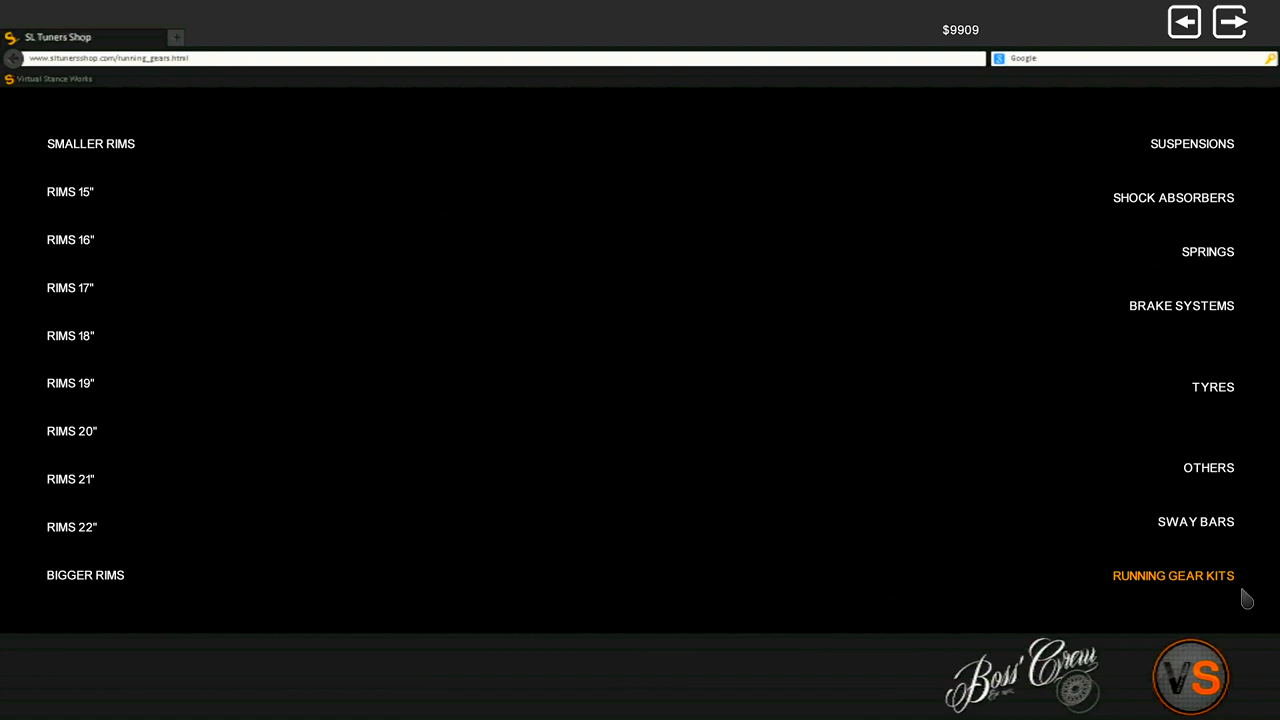 $9909
SL Tuners Shop
www.sltunersshop.com/running_gears.html
Google
Virtual Stance Works
SMALLER RIMS
RIMS 15"
RIMS 16"
RIMS 17"
RIMS 18"
RIMS 19"
RIMS 20"
RIMS 21"
RIMS 22"
BIGGER RIMS
SUSPENSIONS
SHOCK ABSORBERS
SPRINGS
BRAKE SYSTEMS
TYRES
OTHERS
SWAY BARS
RUNNING GEAR KITS
Boss' Crew
VS